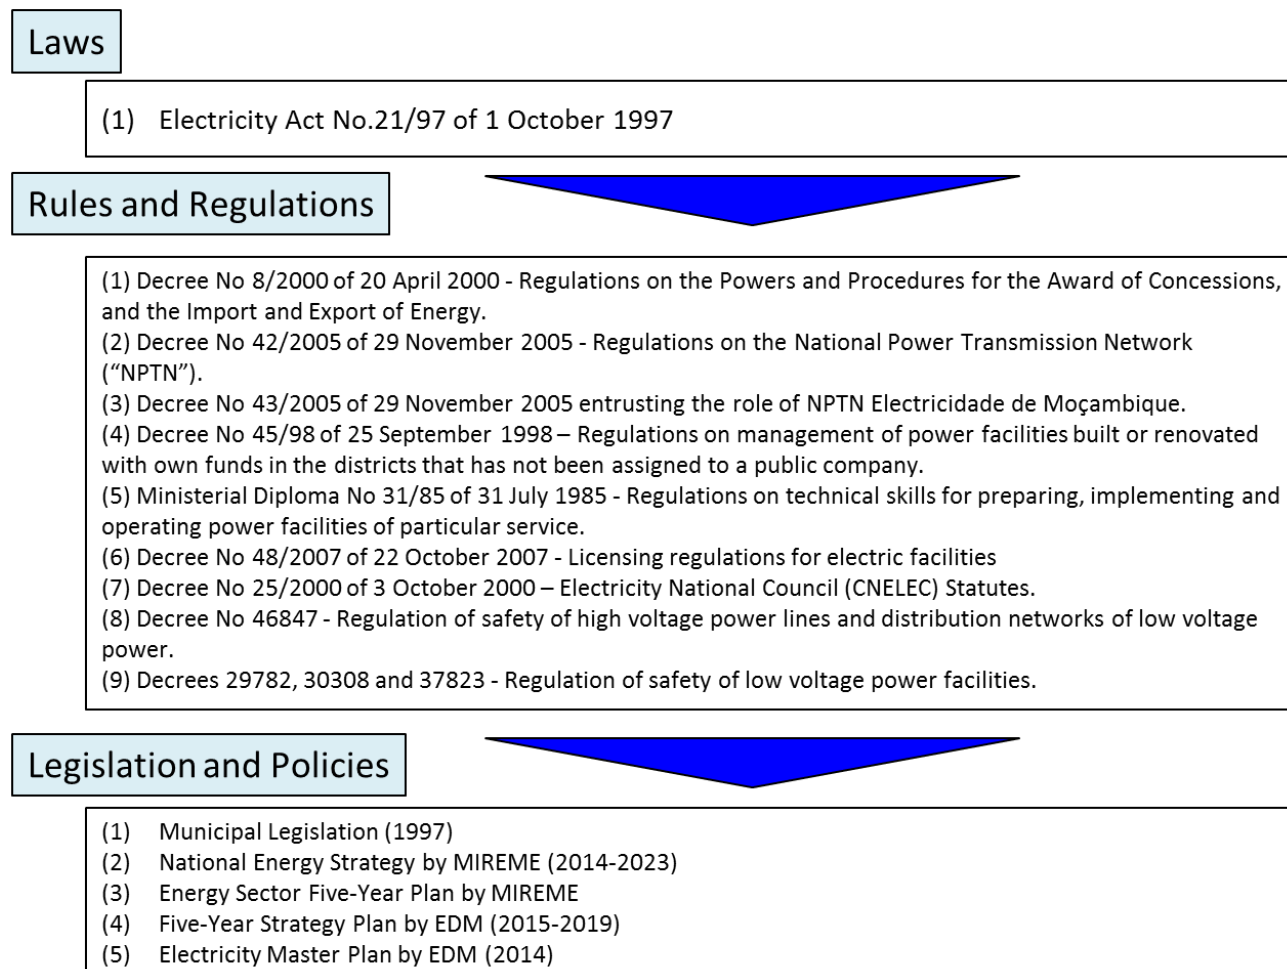 Laws
(1) Electricity Act No.21/97 of 1 October 1997
Rules and Regulations
(1) Decree No 8/2000 of 20 April 2000 - Regulations on the Powers and Procedures for the Award of Concessions,
and the Import and Export of Energy.
(2) Decree No 42/2005 of 29 November 2005 - Regulations on the National Power Transmission Network
(“NPTN”).
(3) Decree No 43/2005 of 29 November 2005 entrusting the role of NPTN Electricidade de Moçambique.
(4) Decree No 45/98 of 25 September 1998 – Regulations on management of power facilities built or renovated
with own funds in the districts that has not been assigned to a public company.
(5) Ministerial Diploma No 31/85 of 31 July 1985 - Regulations on technical skills for preparing, implementing and
operating power facilities of particular service.
(6) Decree No 48/2007 of 22 October 2007 - Licensing regulations for electric facilities
(7) Decree No 25/2000 of 3 October 2000 – Electricity National Council (CNELEC) Statutes.
(8) Decree No 46847 - Regulation of safety of high voltage power lines and distribution networks of low voltage
power.
(9) Decrees 29782, 30308 and 37823 - Regulation of safety of low voltage power facilities.
Legislation and Policies
(1) Municipal Legislation (1997)
(2) National Energy Strategy by MIREME (2014-2023)
(3) Energy Sector Five-Year Plan by MIREME
(4) Five-Year Strategy Plan by EDM (2015-2019)
(5) Electricity Master Plan by EDM (2014)